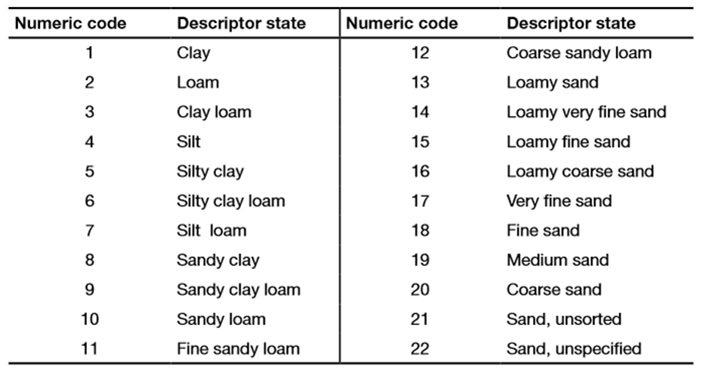 Numeric code Descriptor state Numeric code Descriptor state
1 Clay 12 Coarse sandy loam
2 Loam 13 Loamy sand
3 Clay loam 14 Loamy very fine sand
4 Silt 15 Loamy fine sand
5 Silty clay 16 Loamy coarse sand
6 Silty clay loam 17 Very fine sand
7 Silt loam 18 Fine sand
8 Sandy clay 19 Medium sand
9 Sandy clay loam 20 Coarse sand
10 Sandy loam 21 Sand, unsorted
11 Fine sandy loam 22 Sand, unspecified